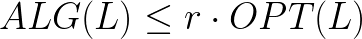 ALG(L) ≤ r · OPT(L)